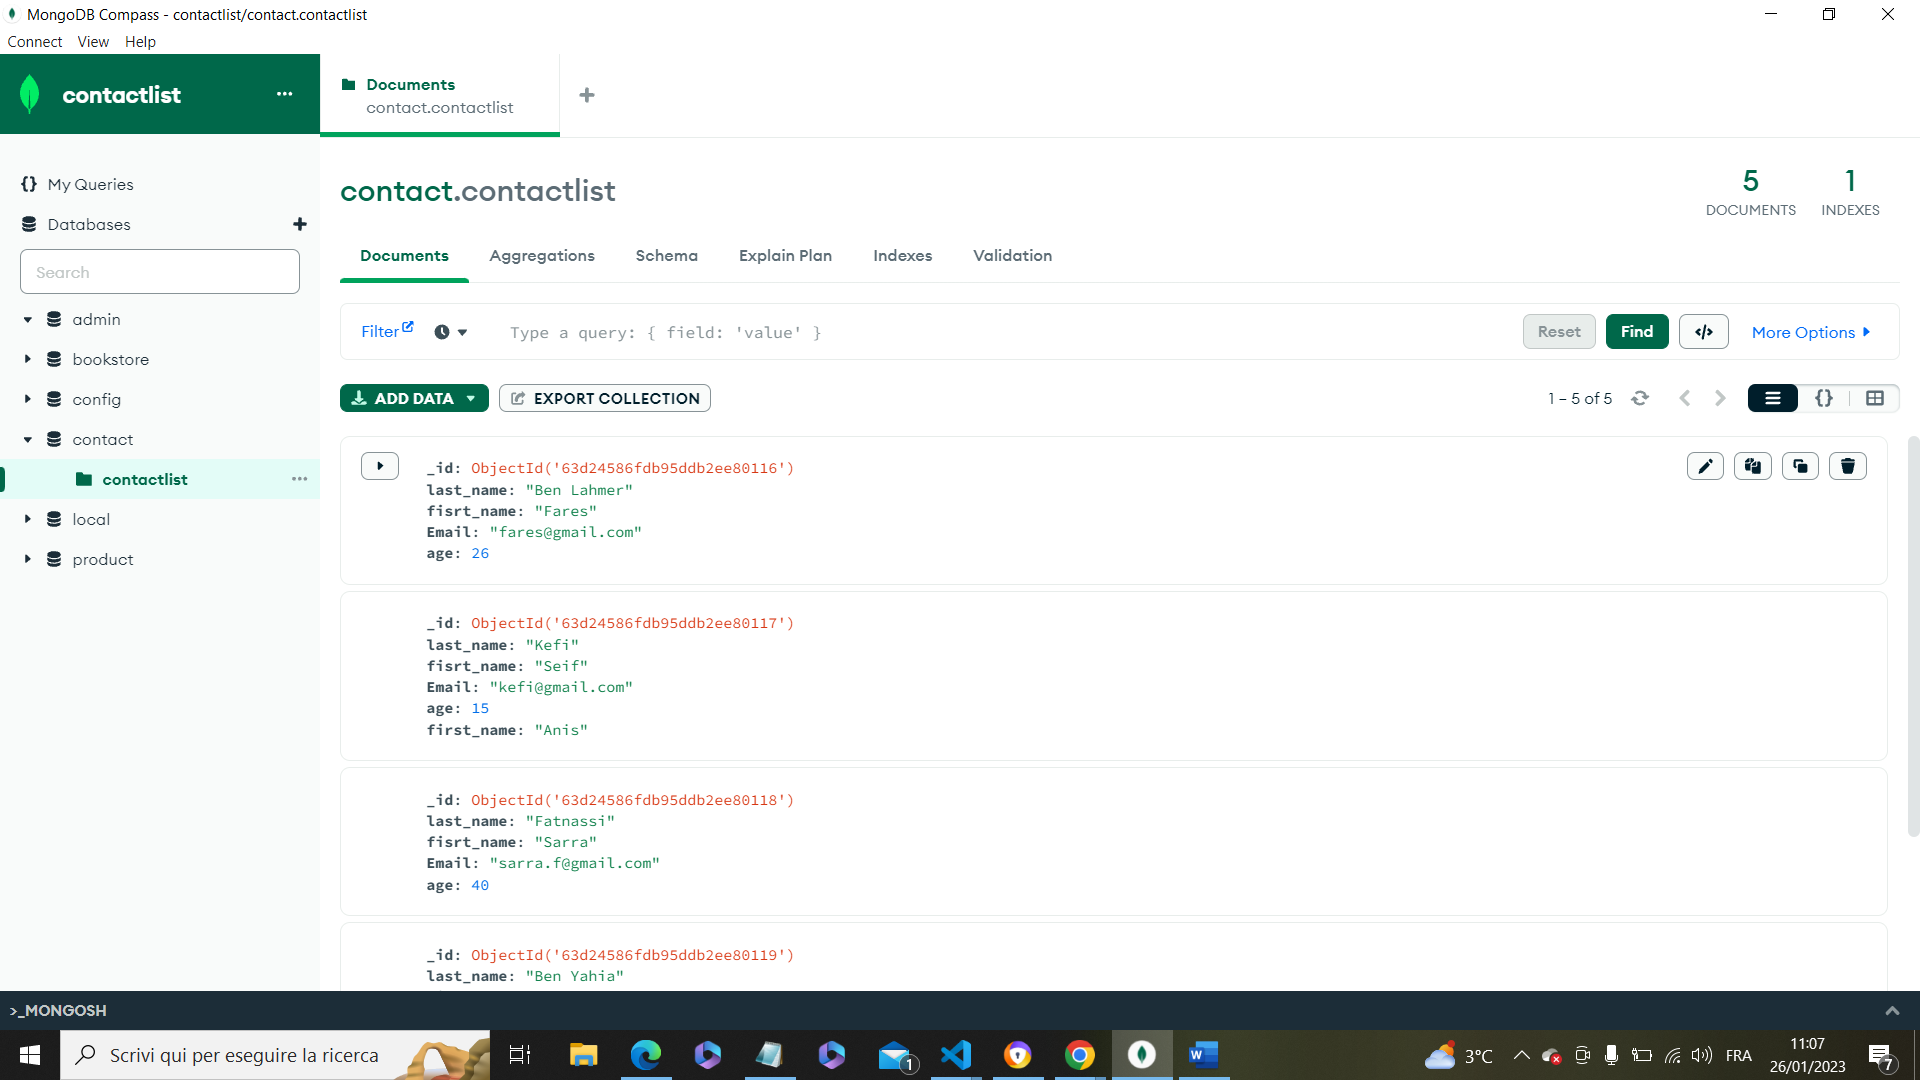 MongoDB Compass - contactlist/contact.contactlist
Connect View Help
contactlist
Documents
contact.contactlist
My Queries
Databases
Search
admin
bookstore
config
contact
contactlist
local
product
contact.contactlist
5
DOCUMENTS
1
INDEXES
Documents Aggregations Schema Explain Plan Indexes Validation
Filter Type a query: { field: 'value' } Reset Find </> More Options
ADD DATA EXPORT COLLECTION 1 – 5 of 5 {}
_id: ObjectId('63d24586fdb95ddb2ee80116')
last_name: "Ben Lahmer"
fisrt_name: "Fares"
Email: "fares@gmail.com"
age: 26
_id: ObjectId('63d24586fdb95ddb2ee80117')
last_name: "Kefi"
fisrt_name: "Seif"
Email: "kefi@gmail.com"
age: 15
first_name: "Anis"
_id: ObjectId('63d24586fdb95ddb2ee80118')
last_name: "Fatnassi"
fisrt_name: "Sarra"
Email: "sarra.f@gmail.com"
age: 40
_id: ObjectId('63d24586fdb95ddb2ee80119')
last_name: "Ben Yahia"
>_MONGOSH
Scrivi qui per eseguire la ricerca
1
3°C
FRA
11:07
26/01/2023
7